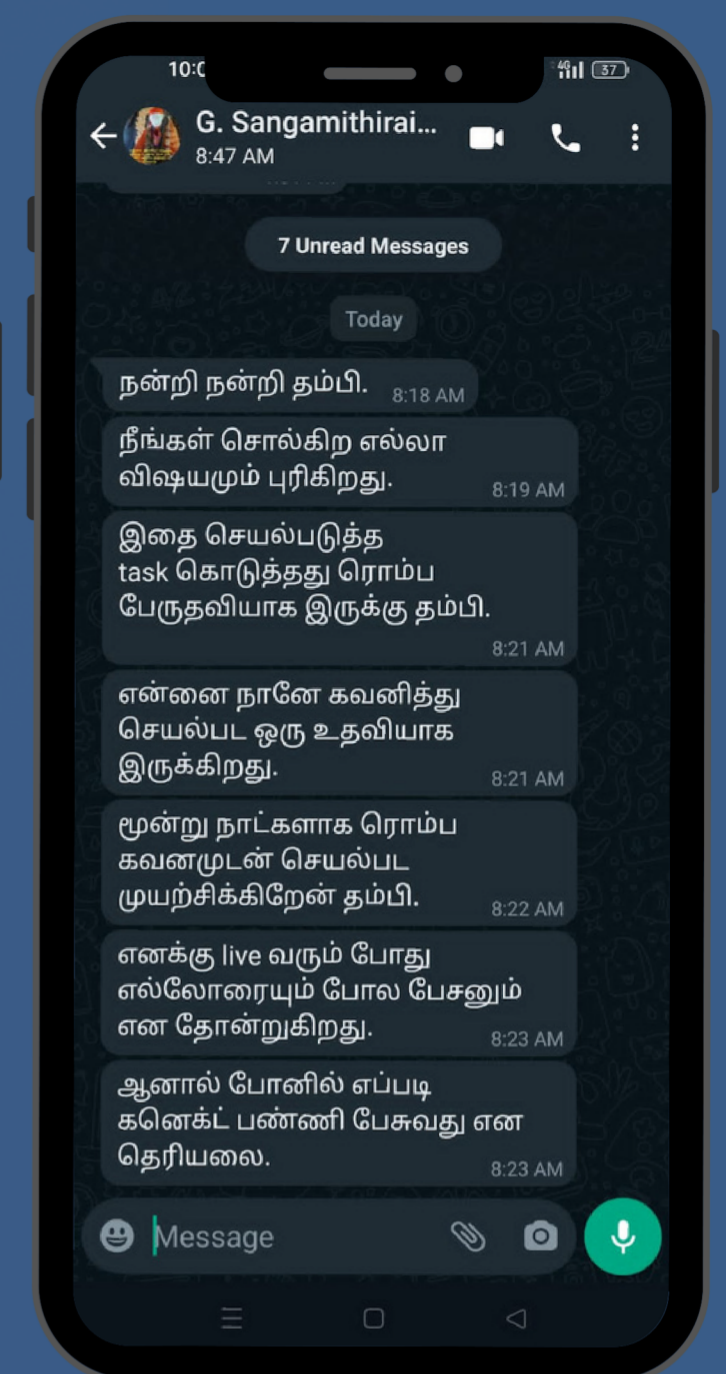 10:0
4G 37
G. Sangamithirai...
8:47 AM
7 Unread Messages
Today
நன்றி நன்றி தம்பி. 8:18 AM
நீங்கள் சொல்கிற எல்லா
விஷயமும் புரிகிறது. 8:19 AM
இதை செயல்படுத்த
task கொடுத்தது ரொம்ப
பேருதவியாக இருக்கு தம்பி.
8:21 AM
என்னை நானே கவனித்து
செயல்பட ஒரு உதவியாக
இருக்கிறது. 8:21 AM
மூன்று நாட்களாக ரொம்ப
கவனமுடன் செயல்பட
முயற்சிக்கிறேன் தம்பி. 8:22 AM
எனக்கு live வரும் போது
எல்லோரையும் போல பேசனும்
என தோன்றுகிறது. 8:23 AM
ஆனால் போனில் எப்படி
கனெக்ட் பண்ணி பேசுவது என
தெரியலை. 8:23 AM
Message